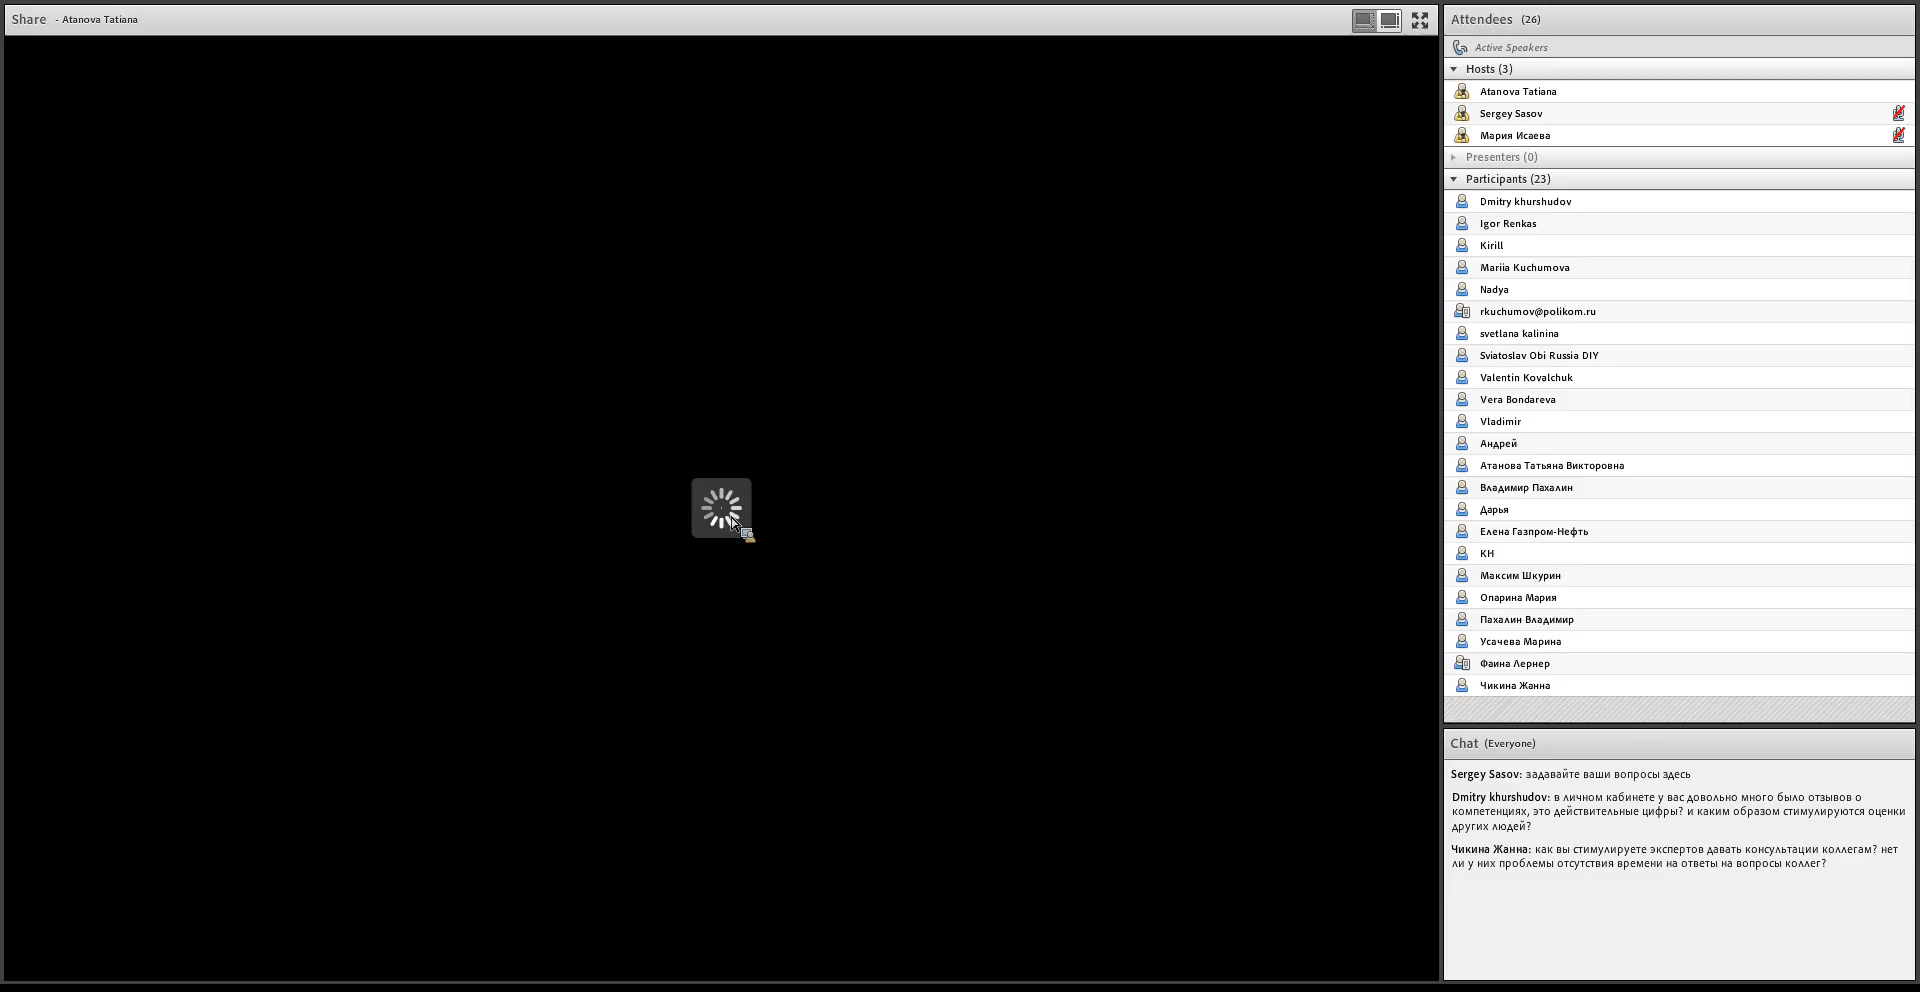 Share - Atanova Tatiana
Attendees (26)
Active Speakers
Hosts (3)
Atanova Tatiana
Sergey Sasov
Мария Исаева
Presenters (0)
Participants (23)
Dmitry khurshudov
Igor Renkas
Kirill
Mariia Kuchumova
Nadya
rkuchumov@polikom.ru
svetlana kalinina
Sviatoslav Obi Russia DIY
Valentin Kovalchuk
Vera Bondareva
Vladimir
Андрей
Атанова Татьяна Викторовна
Владимир Пахалин
Дарья
Елена Газпром-Нефть
КН
Максим Шкурин
Опарина Мария
Пахалин Владимир
Усачева Марина
Фаина Лернер
Чикина Жанна
Chat (Everyone)
Sergey Sasov: задавайте ваши вопросы здесь
Dmitry khurshudov: в личном кабинете у вас довольно много было отзывов о
компетенциях, это действительные цифры? и каким образом стимулируются оценки
других людей?
Чикина Жанна: как вы стимулируете экспертов давать консультации коллегам? нет
ли у них проблемы отсутствия времени на ответы на вопросы коллег?